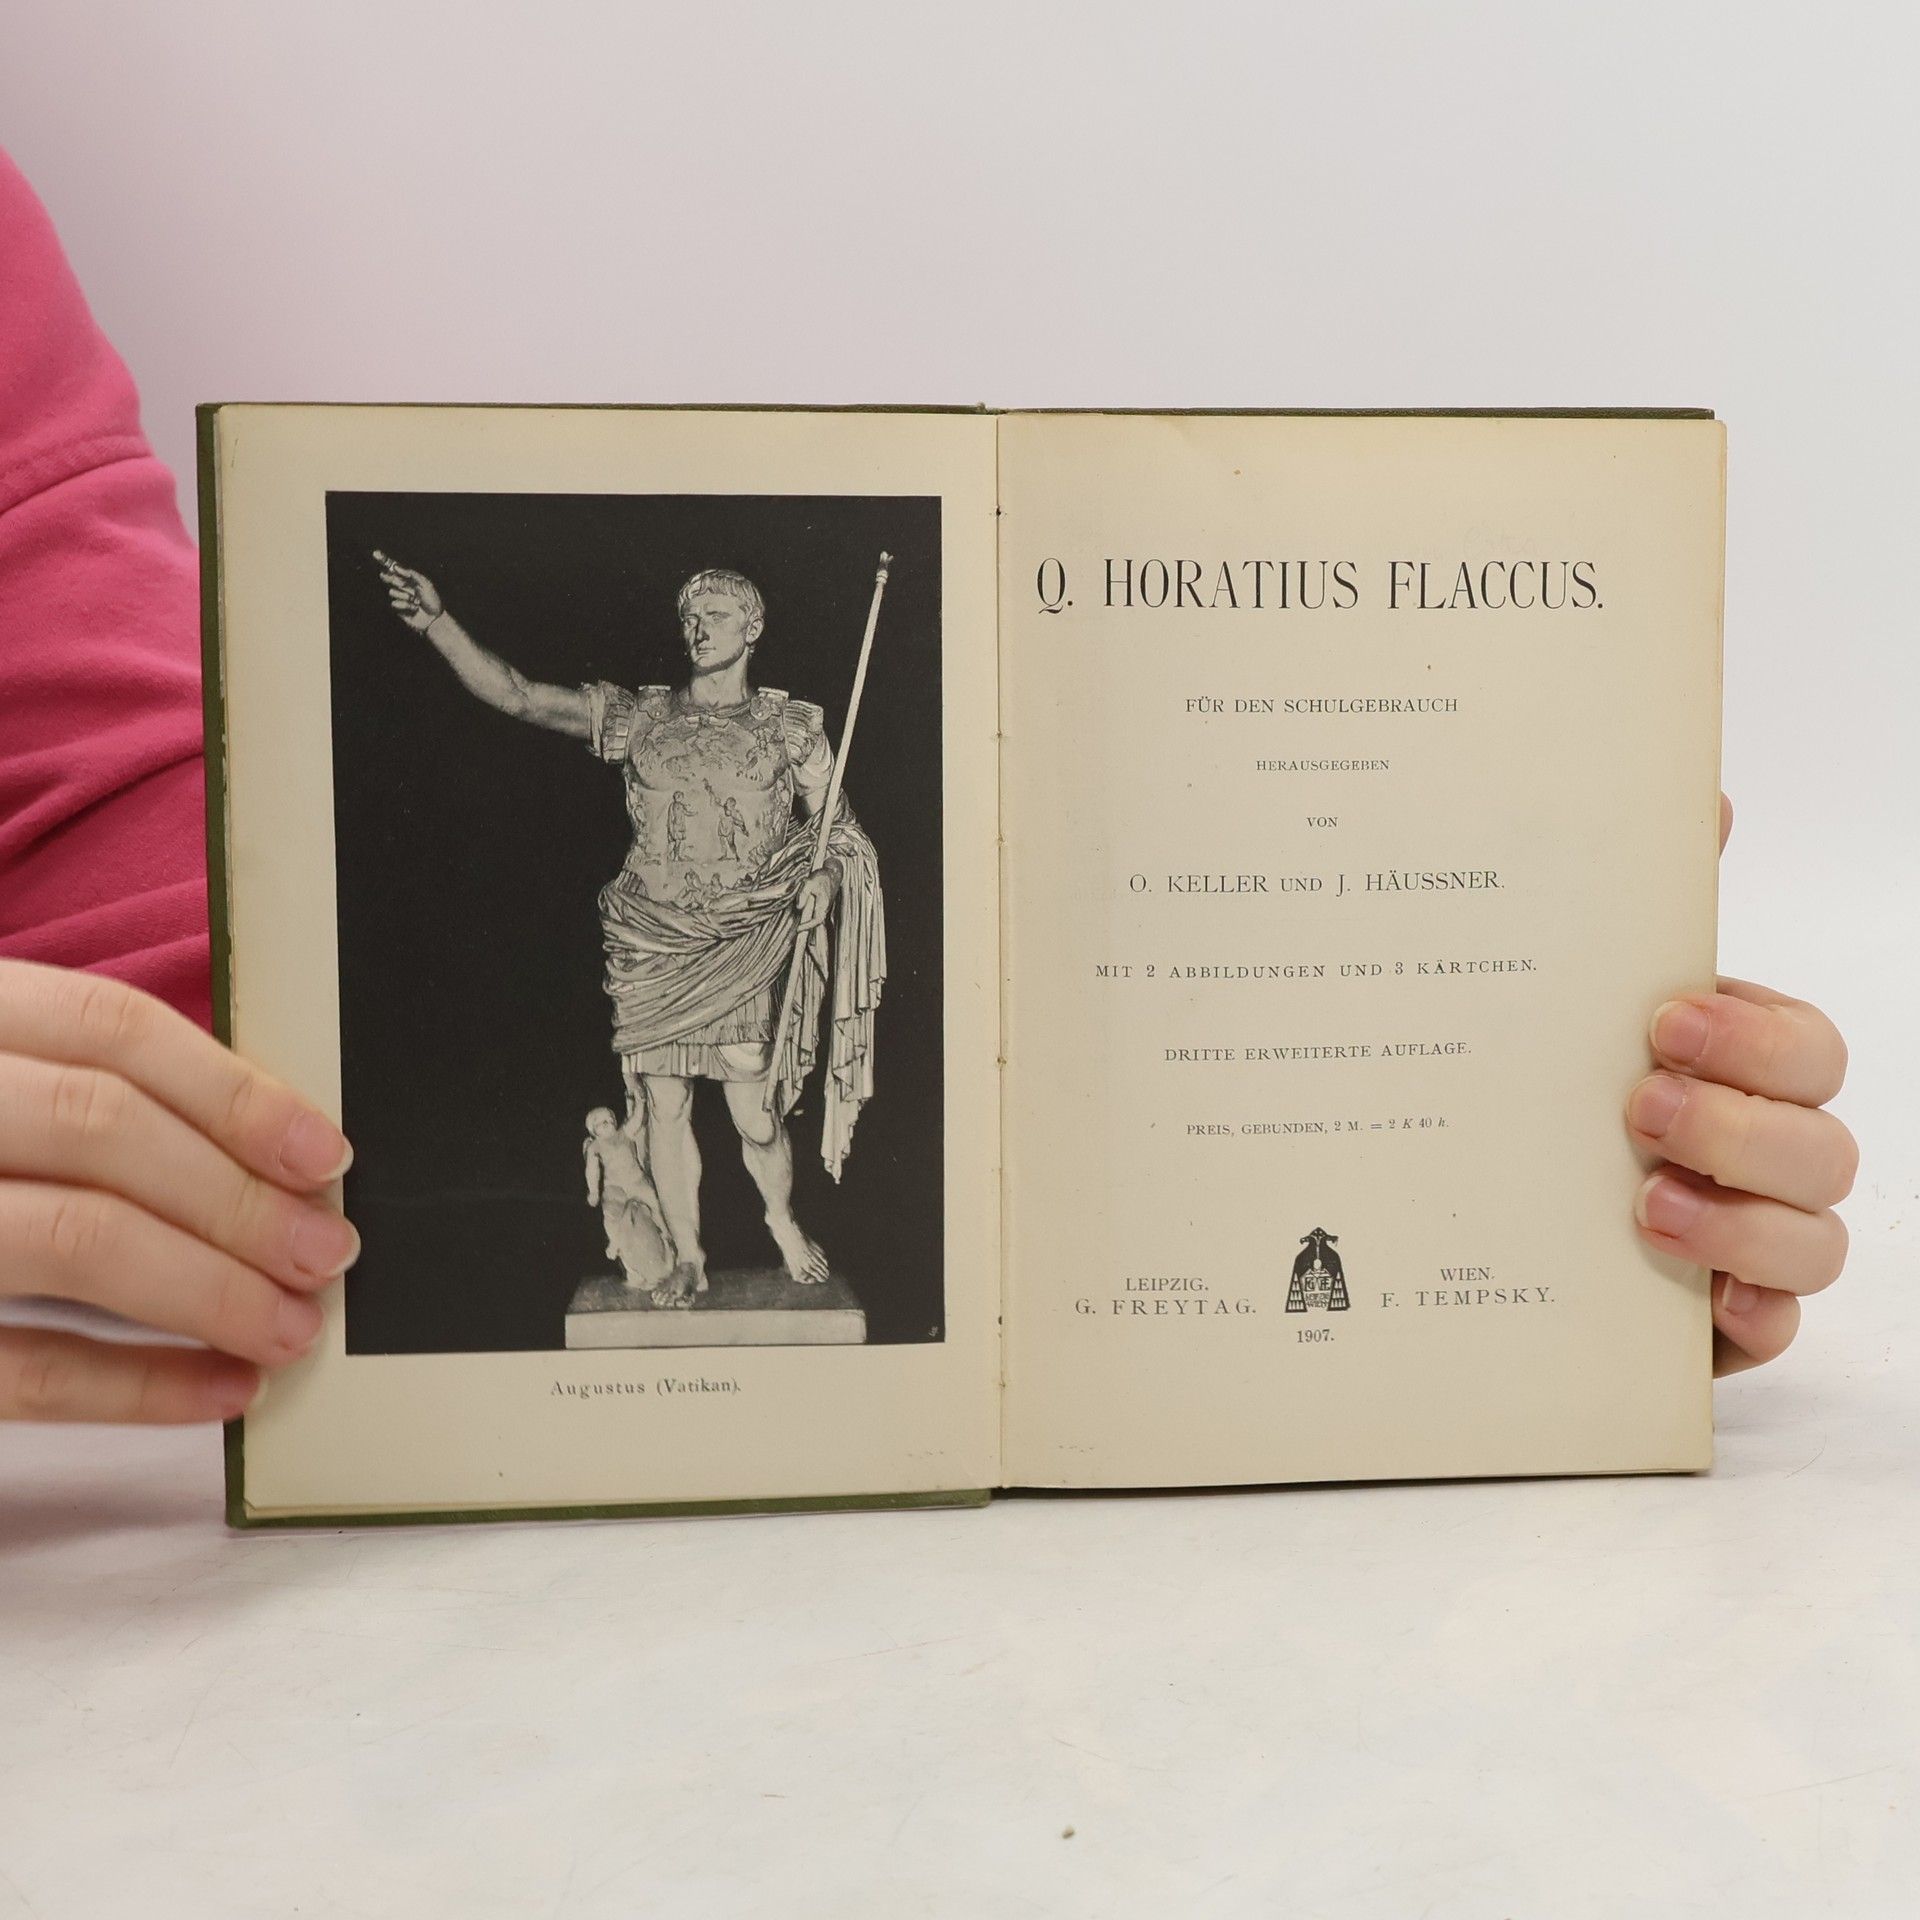 Augustus (Vatikan).
Q. HORATIUS FLACCUS.
FÜR DEN SCHULGEBRAUCH
HERAUSGEGEBEN
VON
O. KELLER UND J. HÄUSSNER.
MIT 2 ABBILDUNGEN UND 3 KÄRTCHEN.
DRITTE ERWEITERTE AUFLAGE.
PREIS, GEBUNDEN, 2 M. = 2 K 40 h.
LEIPZIG.
G. FREYTAG.
WIEN.
F. TEMPSKY.
1907.